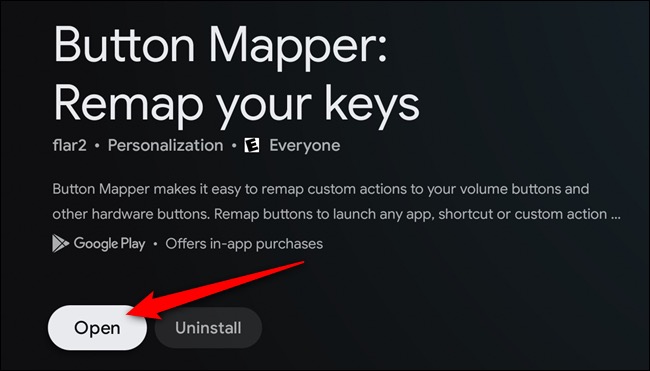 Button Mapper:
Remap your keys
flar2 • Personalization • E Everyone
Button Mapper makes it easy to remap custom actions to your volume buttons and
other hardware buttons. Remap buttons to launch any app, shortcut or custom action ...
Google Play • Offers in-app purchases
Open Uninstall